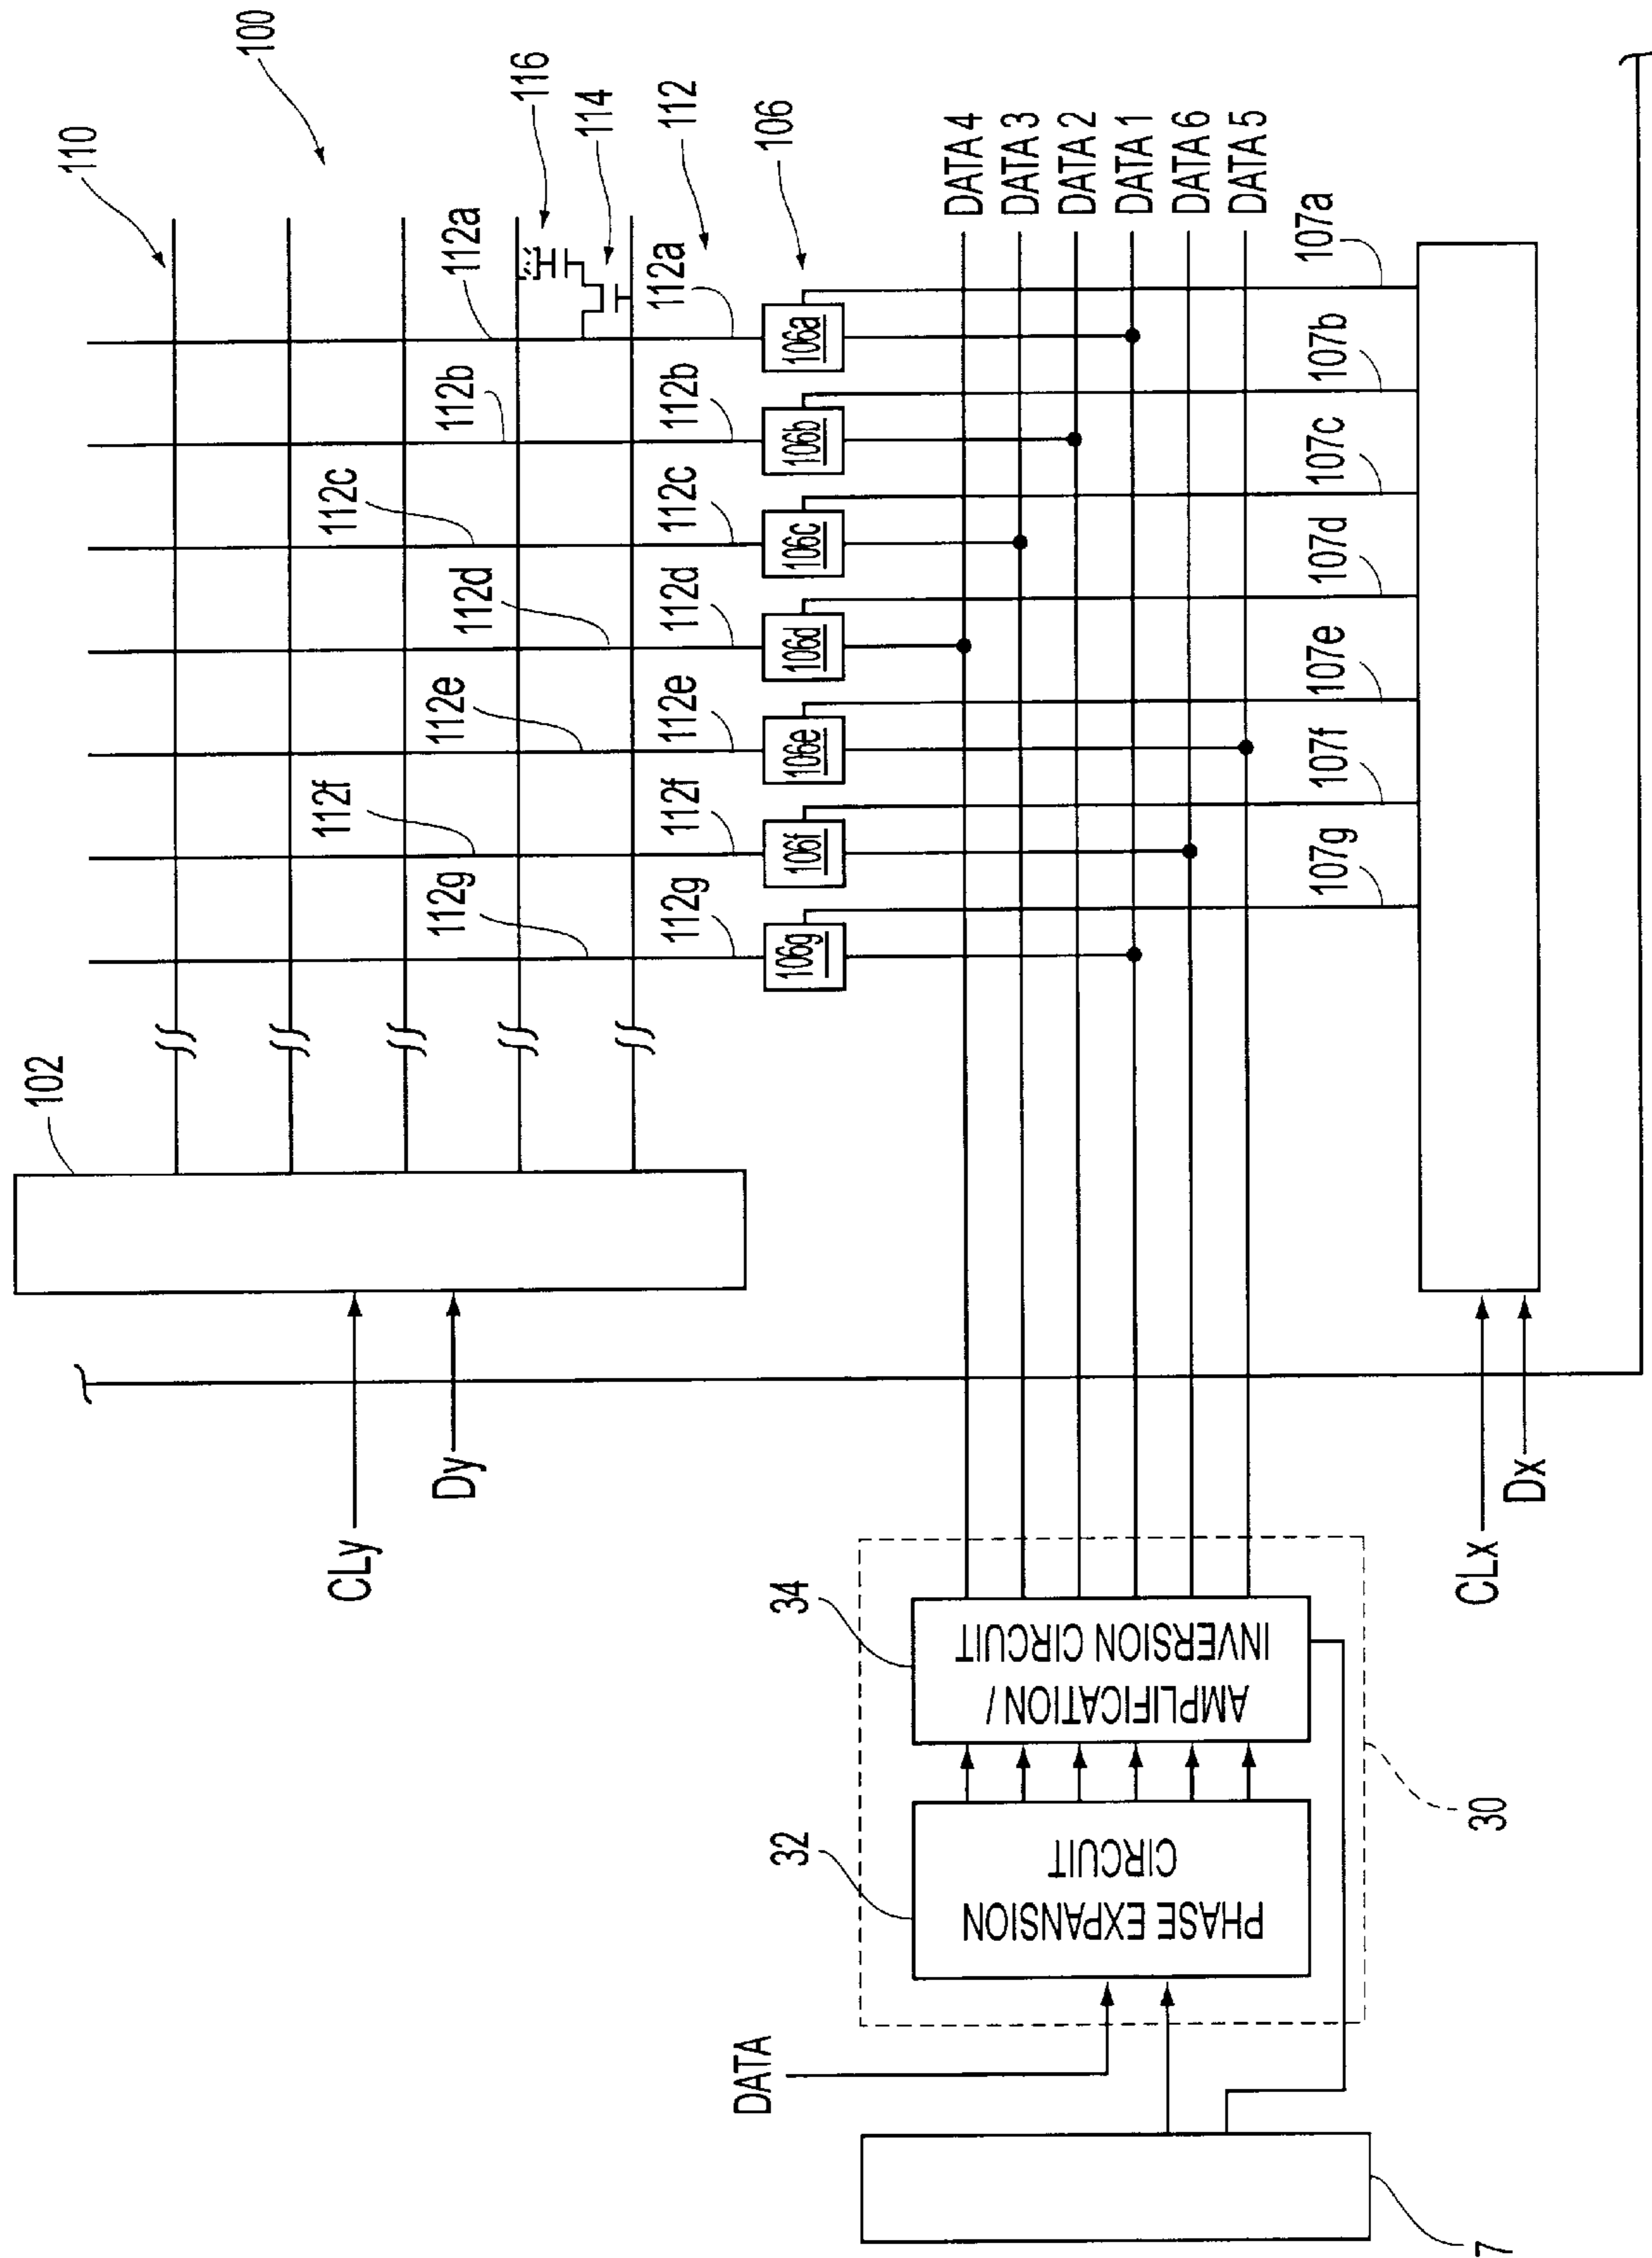 100
110
116
114
112
106
112a
112b
112c
112d
112e
112f
112g
112a
112b
112c
112d
112e
112f
112g
106a
106b
106c
106d
106e
106f
106g
DATA 4
DATA 3
DATA 2
DATA 1
DATA 6
DATA 5
107a
107b
107c
107d
107e
107f
107g
102
CLy
Dy
CLx
Dx
34
AMPLIFICATION /
INVERSION CIRCUIT
32
PHASE EXPANSION
CIRCUIT
30
DATA
7